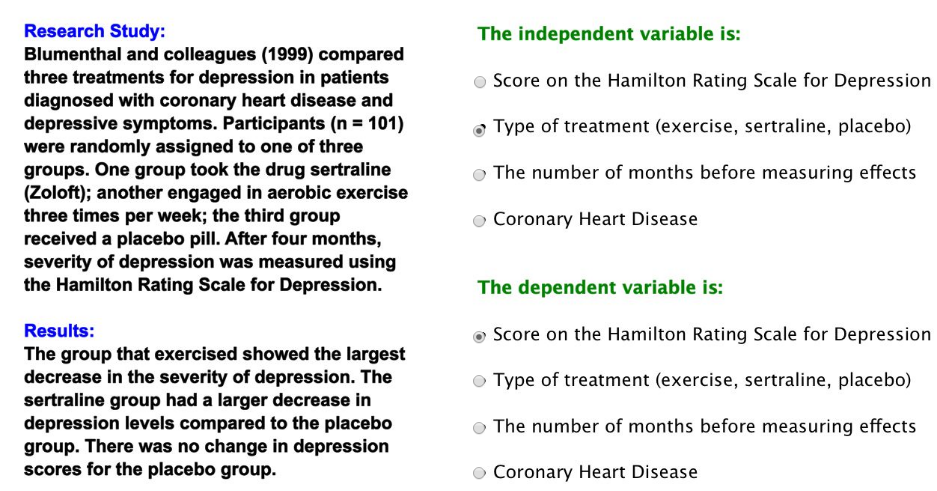 Research Study:
Blumenthal and colleagues (1999) compared
three treatments for depression in patients
diagnosed with coronary heart disease and
depressive symptoms. Participants (n = 101)
were randomly assigned to one of three
groups. One group took the drug sertraline
(Zoloft); another engaged in aerobic exercise
three times per week; the third group
received a placebo pill. After four months,
severity of depression was measured using
the Hamilton Rating Scale for Depression.
Results:
The group that exercised showed the largest
decrease in the severity of depression. The
sertraline group had a larger decrease in
depression levels compared to the placebo
group. There was no change in depression
scores for the placebo group.
The independent variable is:
Score on the Hamilton Rating Scale for Depression
Type of treatment (exercise, sertraline, placebo)
The number of months before measuring effects
Coronary Heart Disease
The dependent variable is:
Score on the Hamilton Rating Scale for Depression
Type of treatment (exercise, sertraline, placebo)
The number of months before measuring effects
Coronary Heart Disease